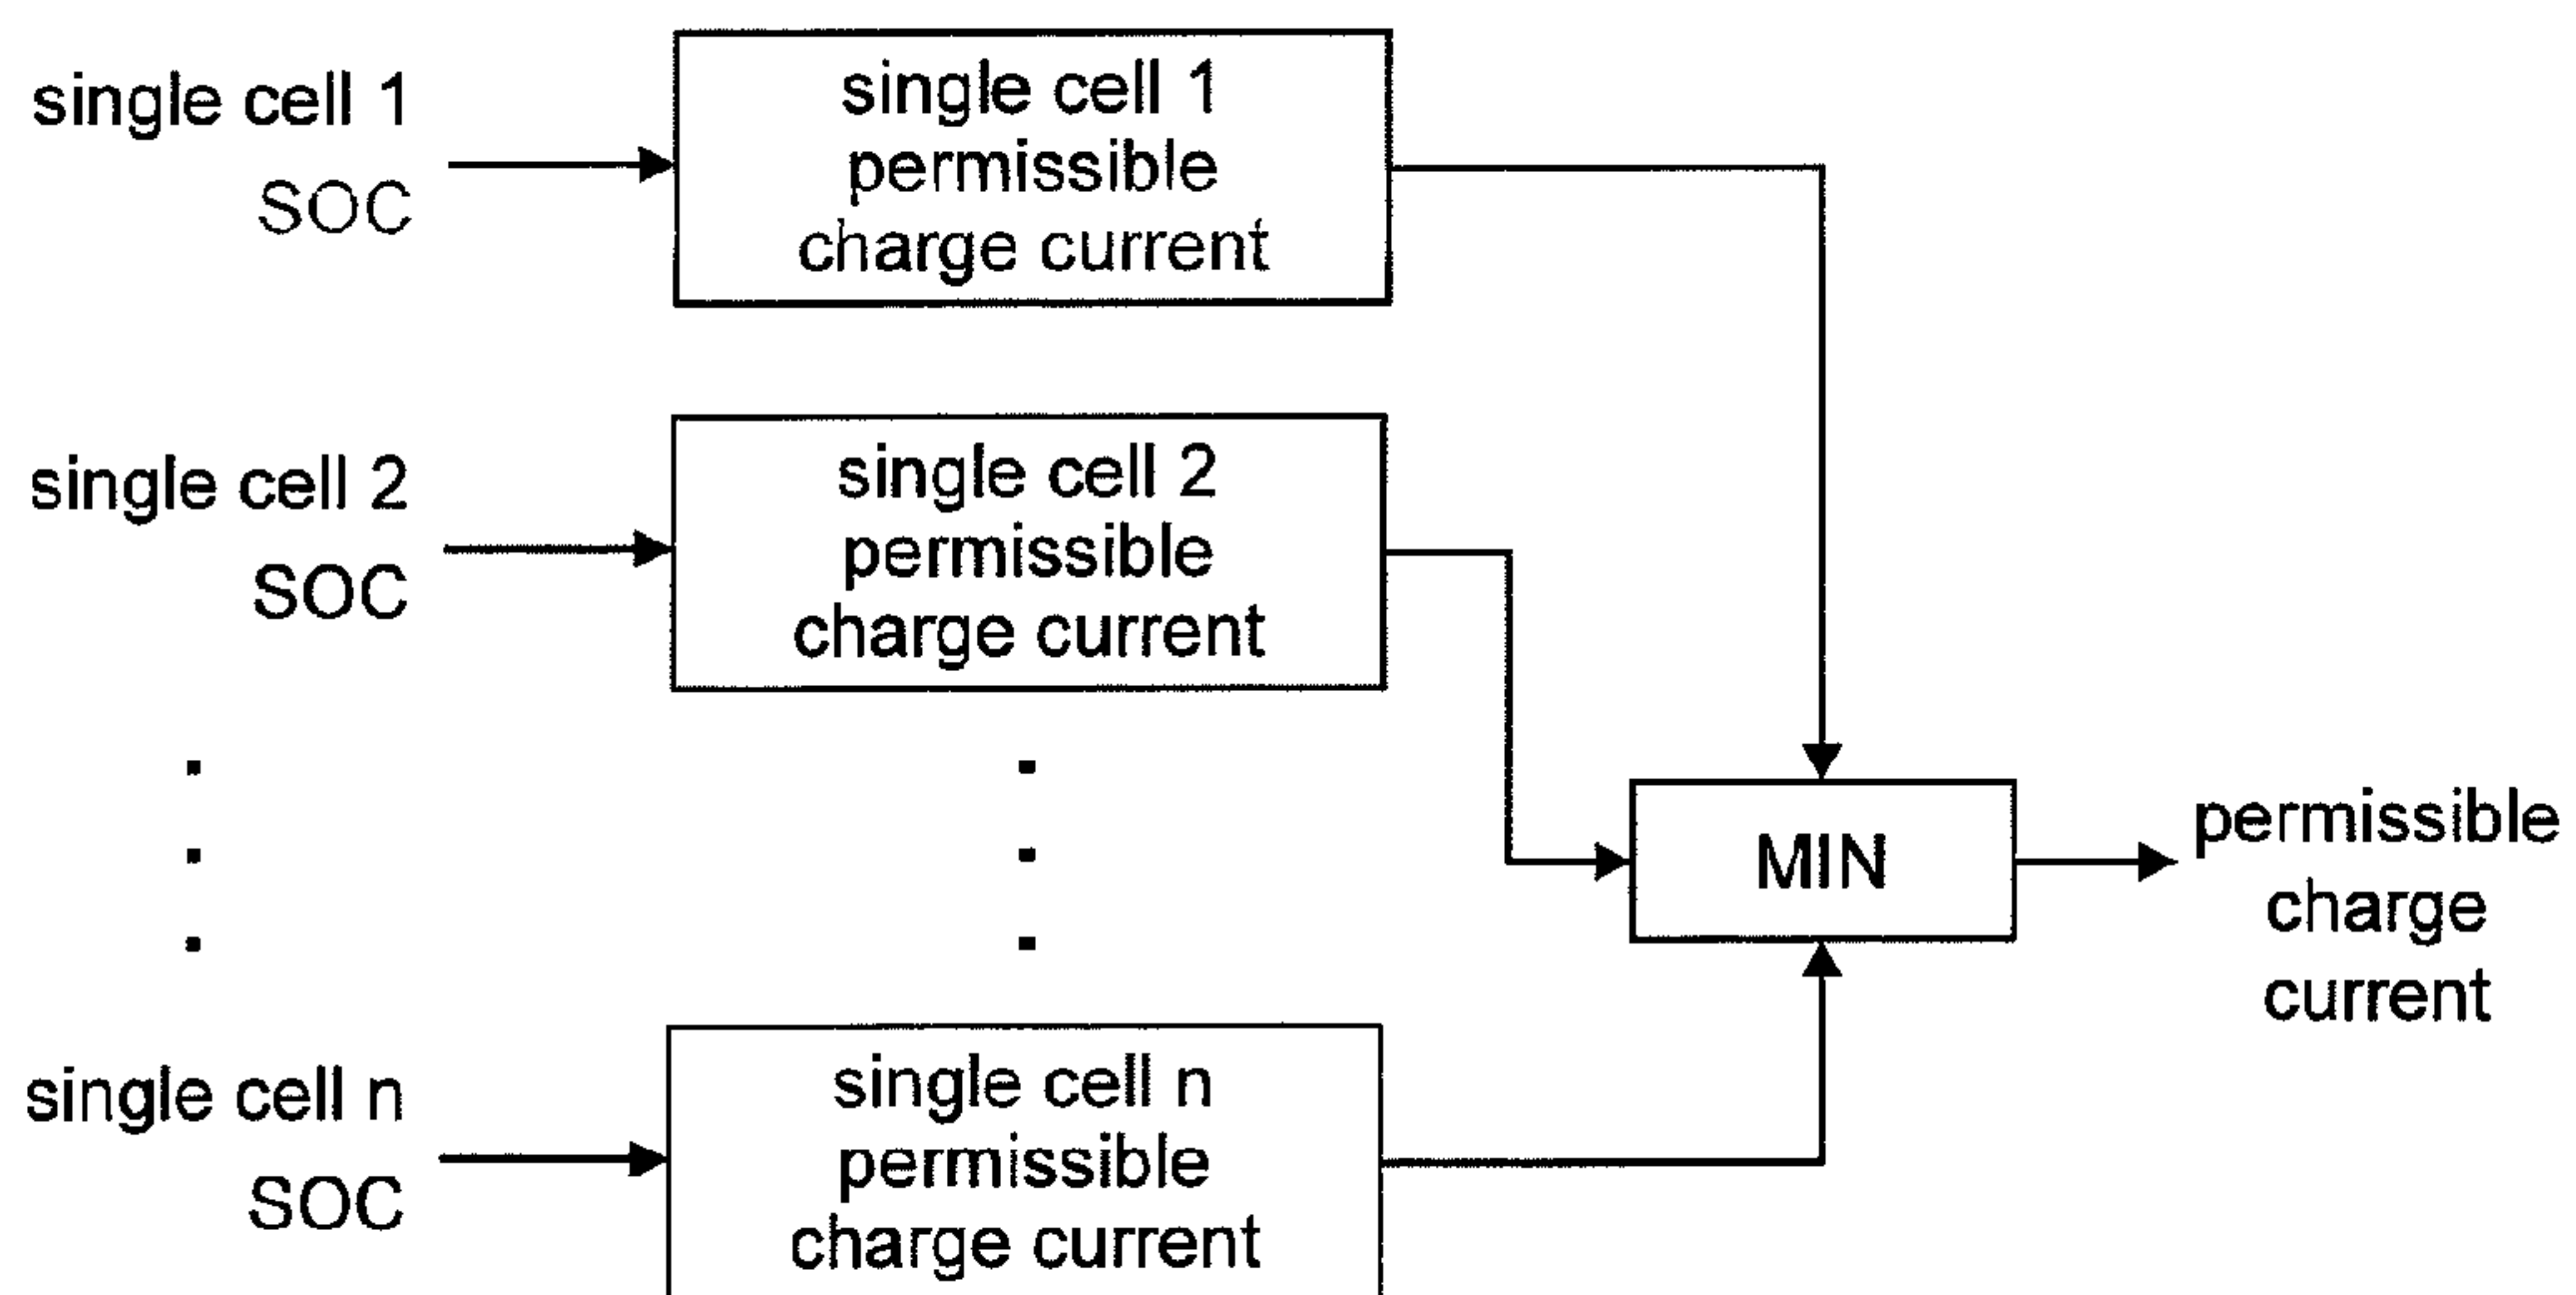 single cell 1
SOC
single cell 1
permissible
charge current
single cell 2
SOC
single cell 2
permissible
charge current
MIN
permissible
charge
current
single cell n
SOC
single cell n
permissible
charge current